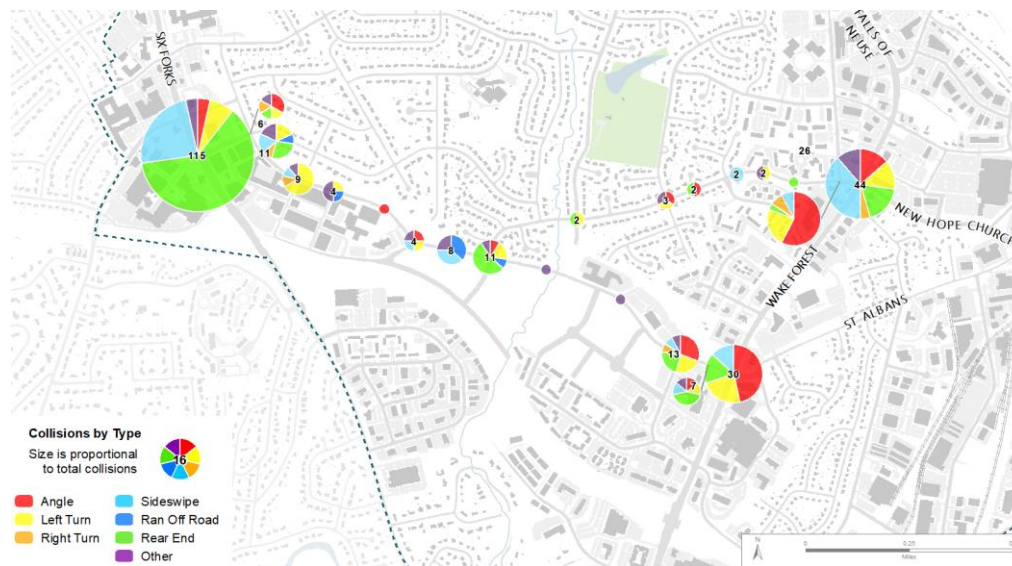 SIX FORKS
FALLS OF
NEUSE
6
115
11
9
4
26
2
2
44
2
3
2
NEW HOPE CHURCH
4
8
11
WAKE FOREST
ST ALBANS
13
30
7
Collisions by Type
Size is proportional
to total collisions
16
Angle
Sideswipe
Left Turn
Ran Off Road
Right Turn
Rear End
Other
N
0
0.25
Miles